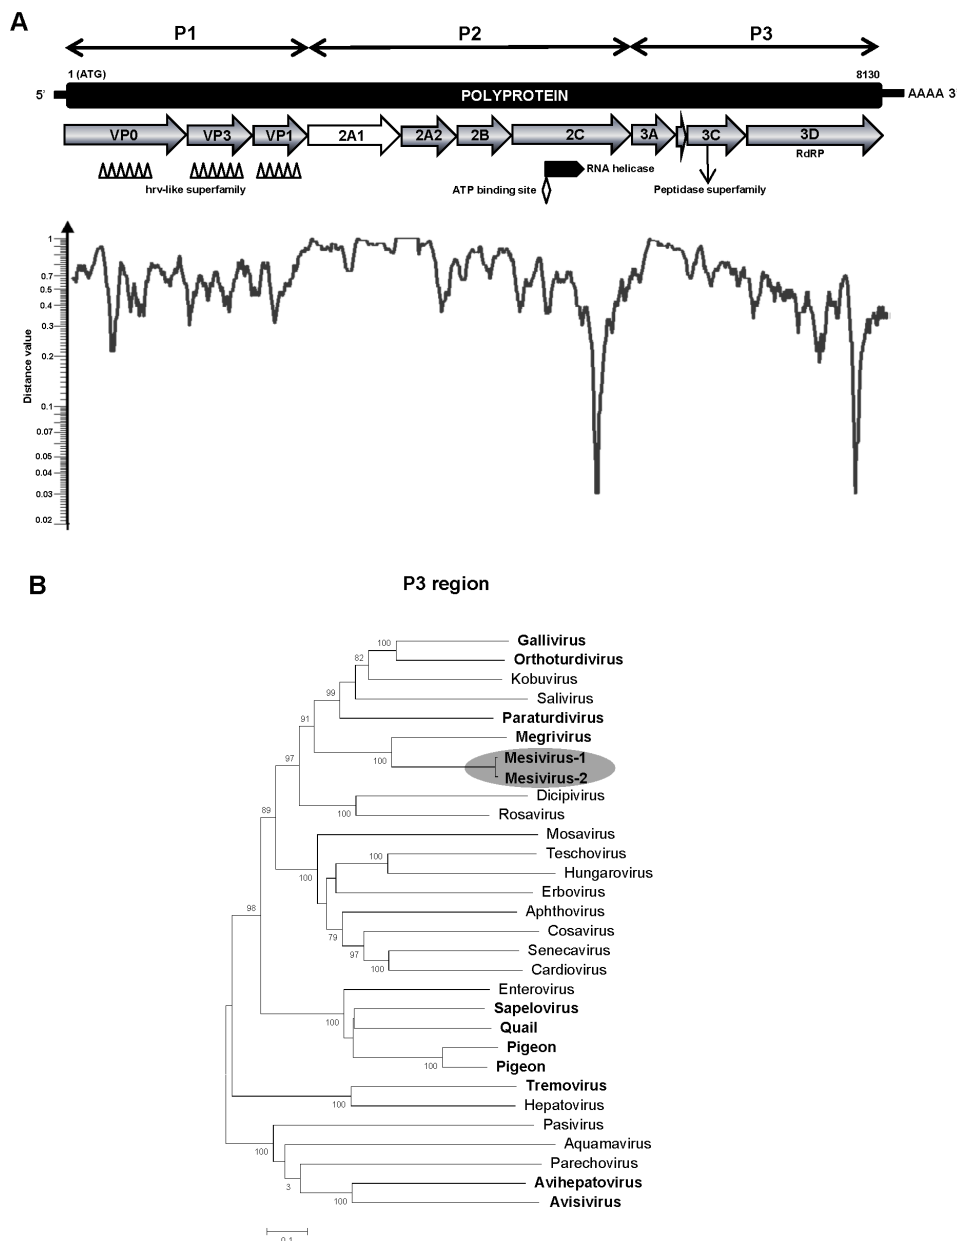 A
P1 P2 P3
1 (ATG) 8130
5' POLYPROTEIN AAAA 3'
VP0 VP3 VP1 2A1 2A2 2B 2C 3A 3C 3D
RdRP
RNA helicase
hrv-like superfamily ATP binding site Peptidase superfamily
Distance value
1
0.7
0.5
0.4
0.3
0.2
0.1
0.07
0.05
0.04
0.03
0.02
B
P3 region
100 Gallivirus
82 Orthoturdivirus
Kobuvirus
99 Salivirus
91 Paraturdivirus
Megrivirus
97 100 Mesivirus-1
Mesivirus-2
Dicipivirus
89 100 Rosavirus
Mosavirus
100 Teschovirus
100 Hungarovirus
Erbovirus
98 Aphthovirus
79 Cosavirus
97 Senecavirus
100 Cardiovirus
Enterovirus
Sapelovirus
100 Quail
Pigeon
100 Pigeon
Tremovirus
100 Hepatovirus
Pasivirus
100 Aquamavirus
Parechovirus
3 Avihepatovirus
100 Avisivirus
0.1